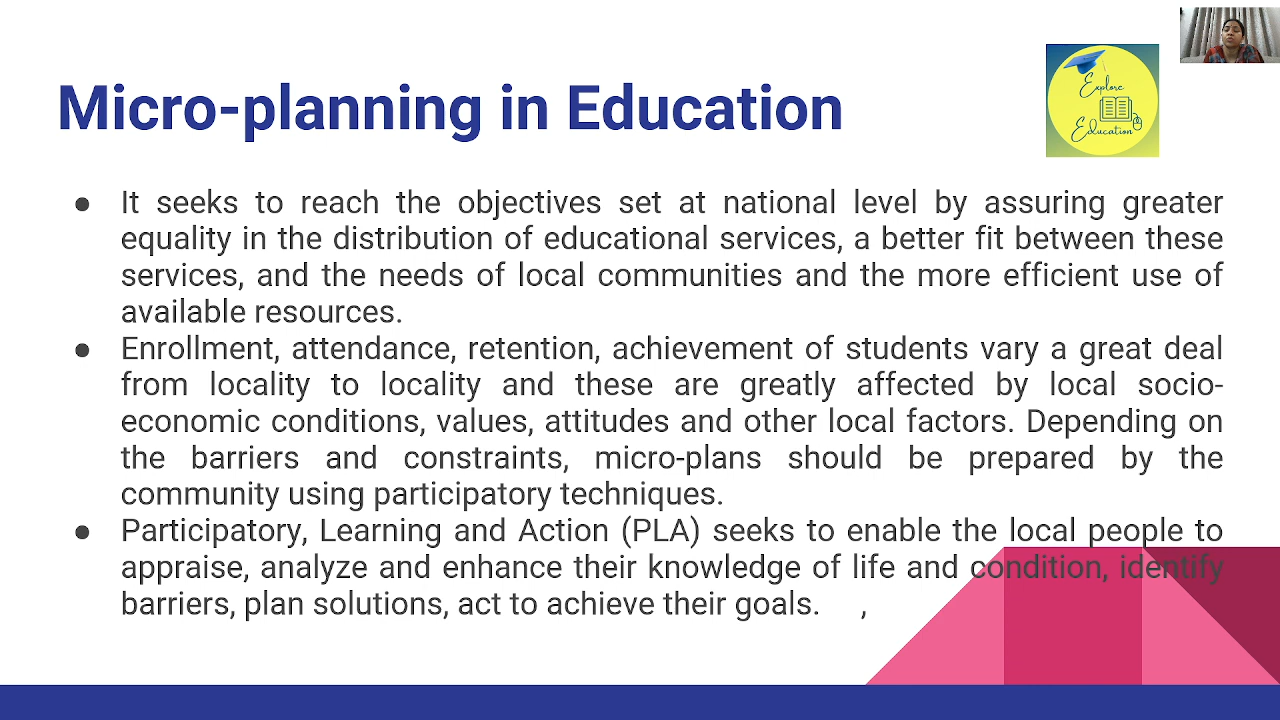 Micro-planning in Education
Explore
Education
● It seeks to reach the objectives set at national level by assuring greater
equality in the distribution of educational services, a better fit between these
services, and the needs of local communities and the more efficient use of
available resources.
● Enrollment, attendance, retention, achievement of students vary a great deal
from locality to locality and these are greatly affected by local socio-
economic conditions, values, attitudes and other local factors. Depending on
the barriers and constraints, micro-plans should be prepared by the
community using participatory techniques.
● Participatory, Learning and Action (PLA) seeks to enable the local people to
appraise, analyze and enhance their knowledge of life and condition, identify
barriers, plan solutions, act to achieve their goals. ,